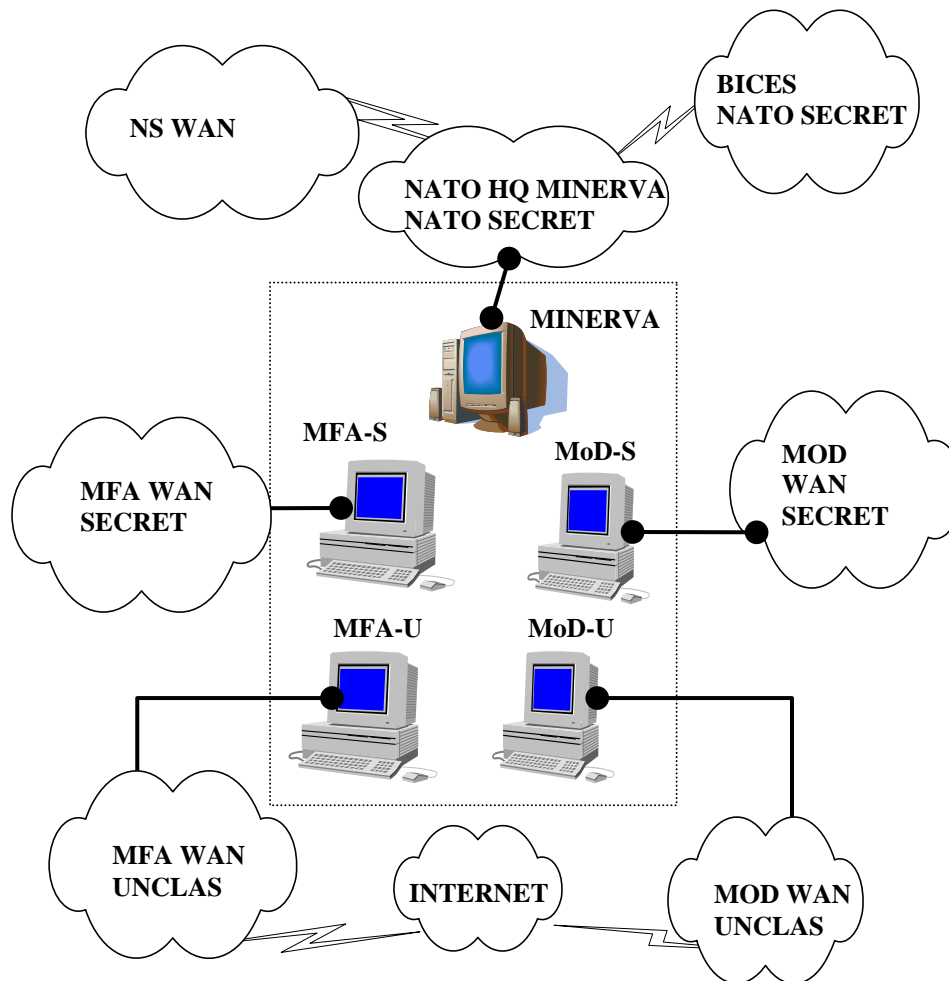 BICES
NATO SECRET
NS WAN
NATO HQ MINERVA
NATO SECRET
MINERVA
MFA-S
MoD-S
MFA WAN
SECRET
MOD
WAN
SECRET
MFA-U
MoD-U
MFA WAN
UNCLAS
INTERNET
MOD WAN
UNCLAS